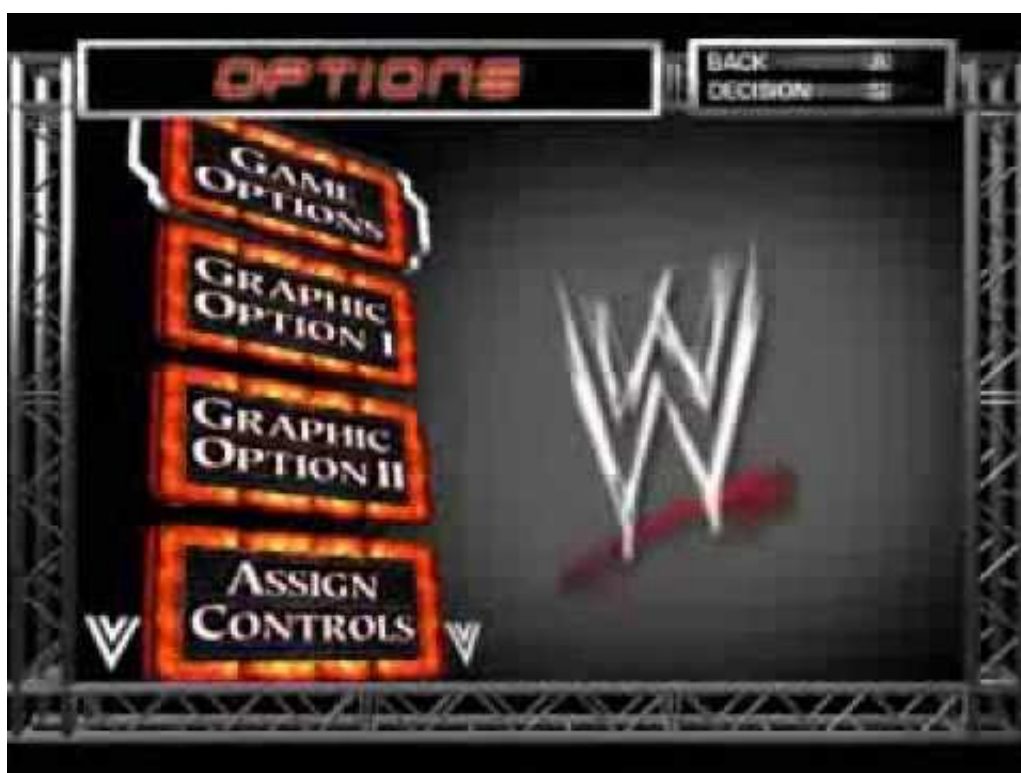 OPTIONS
BACK
DECISION
GAME
OPTIONS
GRAPHIC
OPTION I
GRAPHIC
OPTION II
ASSIGN
CONTROLS